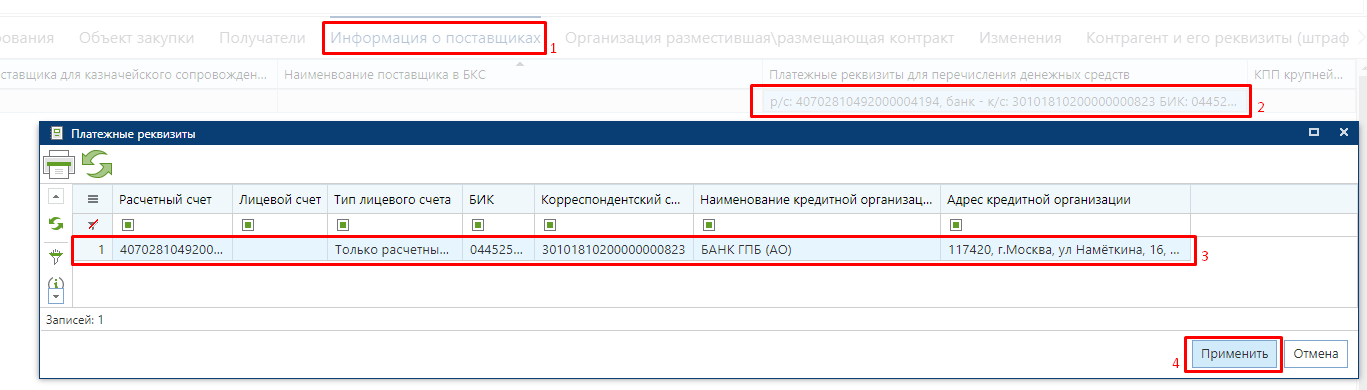 ования Объект закупки Получатели Информация о поставщиках 1 Организация разместившая\размещающая контракт Изменения Контрагент и его реквизиты (штраф
ставщика для казначейского сопровожден... Наименвоание поставщика в БКС Платежные реквизиты для перечисления денежных средств КПП крупней...
р/с: 40702810492000004194, банк - к/с: 30101810200000000823 БИК: 04452... 2
Платежные реквизиты
Расчетный счет Лицевой счет Тип лицевого счета БИК Корреспондентский с... Наименование кредитной организац... Адрес кредитной организации
1 4070281049200... Только расчетны... 044525... 30101810200000000823 БАНК ГПБ (АО) 117420, г.Москва, ул Намёткина, 16, ... 3
Записей: 1
4 Применить Отмена